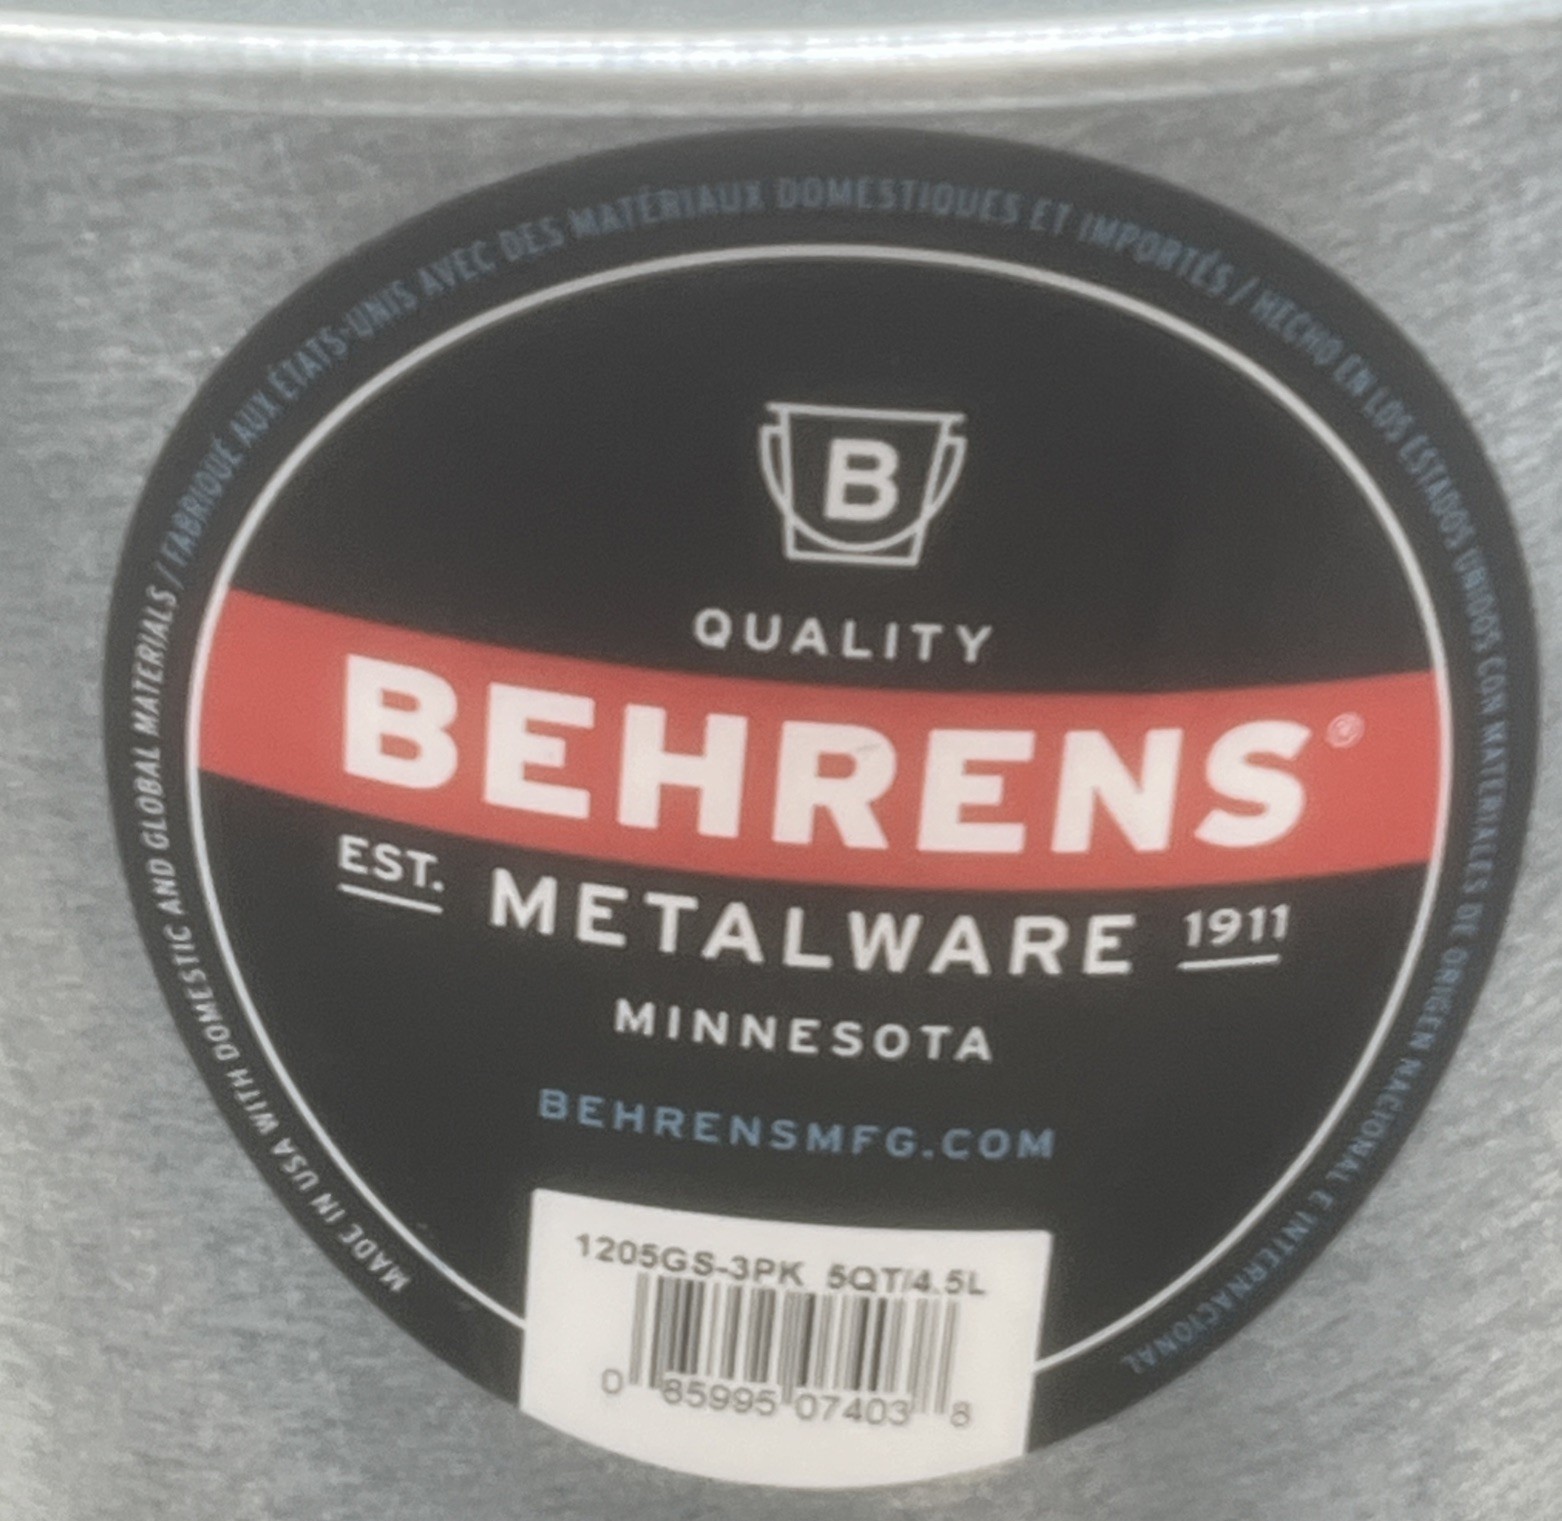 MADE IN USA WITH DOMESTIC AND GLOBAL MATERIALS / FABRIQUÉ AUX ÉTATS-UNIS AVEC DES MATÉRIAUX DOMESTIQUES ET IMPORTÉS / HECHO EN LOS ESTADOS UNIDOS CON MATERIALES DE ORIGEN NACIONAL E INTERNACIONAL
B
QUALITY
BEHRENS®
EST. METALWARE 1911
MINNESOTA
BEHRENSMFG.COM
1205GS-3PK 5QT/4.5L
0 85995 07403 8